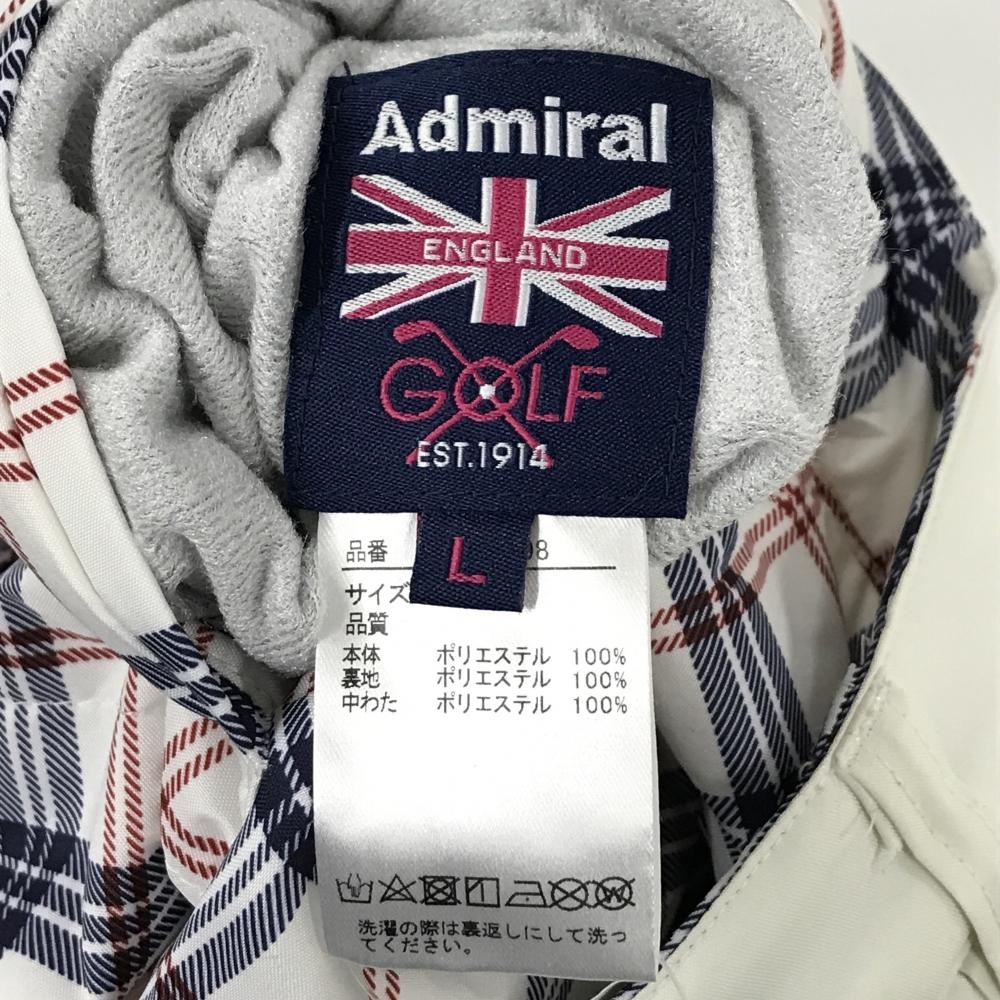 Admiral
ENGLAND
GOLF
EST.1914
L
品番 08
サイズ
品質
本体 ポリエステル 100%
裏地 ポリエステル 100%
中わた ポリエステル 100%
洗濯の際は裏返しにして洗っ
てください。